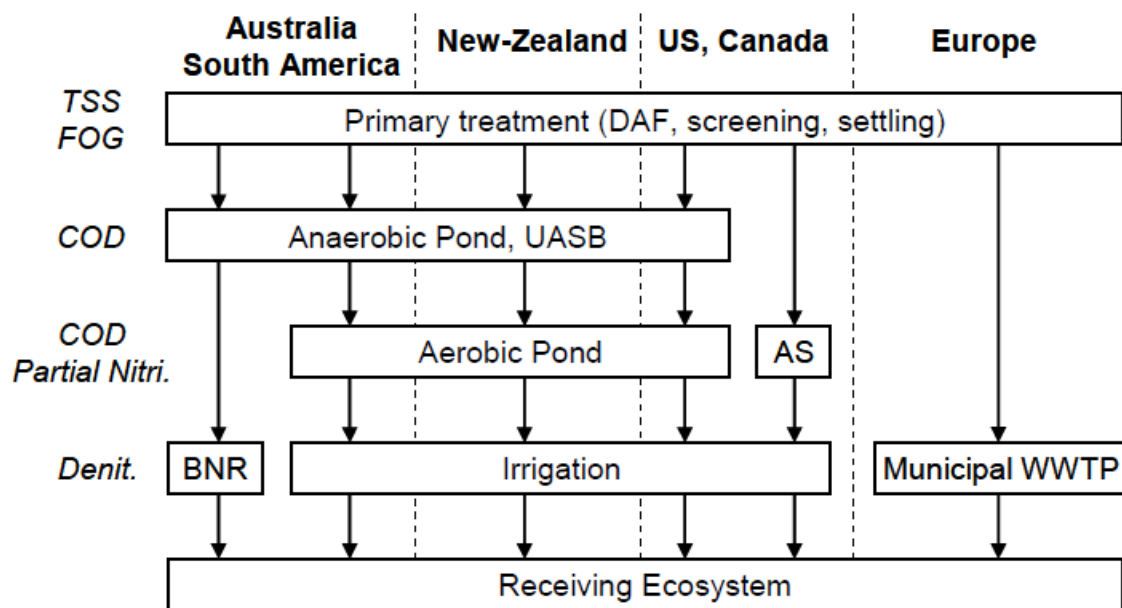 Australia
South America
New-Zealand
US, Canada
Europe
TSS
FOG
Primary treatment (DAF, screening, settling)
COD
Anaerobic Pond, UASB
COD
Partial Nitri.
Aerobic Pond
AS
Denit.
BNR
Irrigation
Municipal WWTP
Receiving Ecosystem